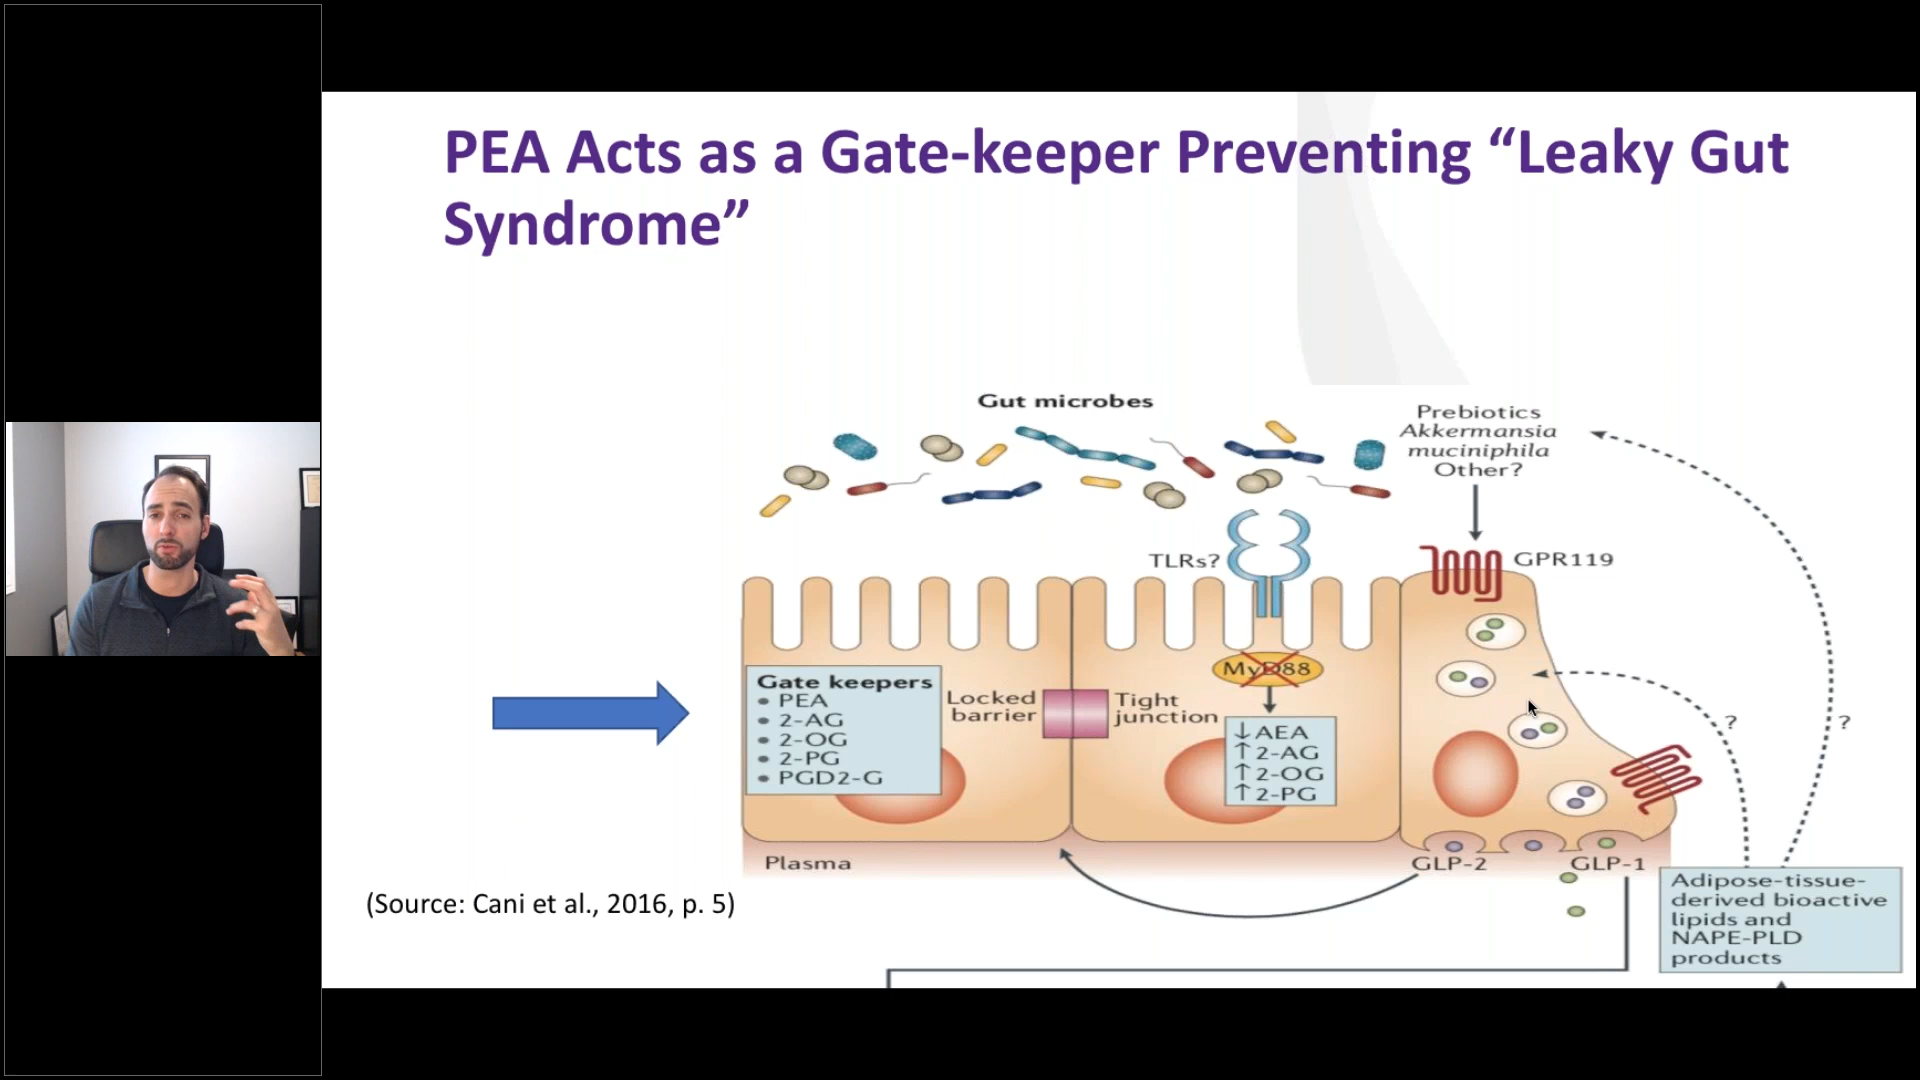 PEA Acts as a Gate-keeper Preventing “Leaky Gut
Syndrome”
Gut microbes
Prebiotics
Akkermansia
muciniphila
Other?
TLRs?
GPR119
MyD88
Gate keepers
• PEA
• 2-AG
• 2-OG
• 2-PG
• PGD2-G
Locked
barrier
Tight
junction
↓AEA
↑2-AG
↑2-OG
↑2-PG
?
?
Plasma
GLP-2
GLP-1
Adipose-tissue-
derived bioactive
lipids and
NAPE-PLD
products
(Source: Cani et al., 2016, p. 5)